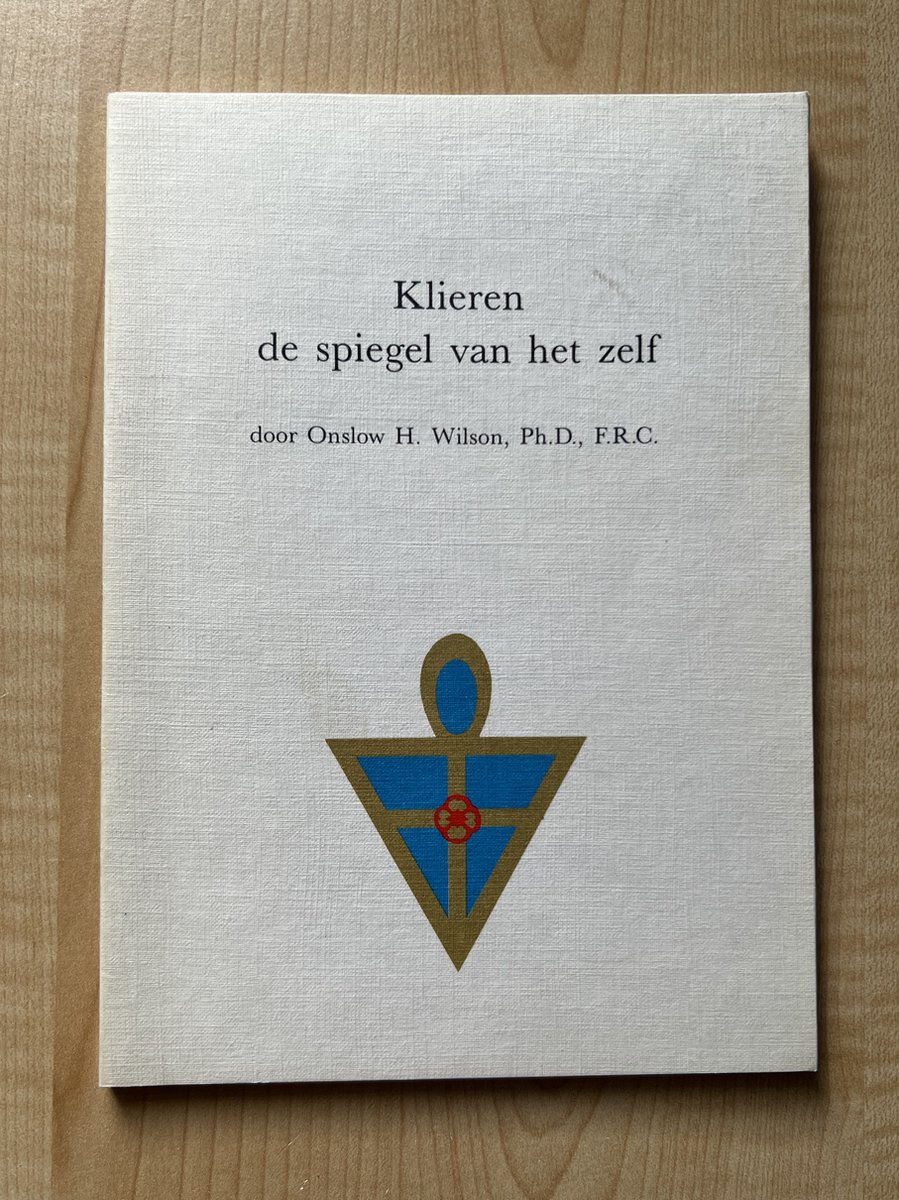 Klieren
de spiegel van het zelf
door Onslow H. Wilson, Ph.D., F.R.C.